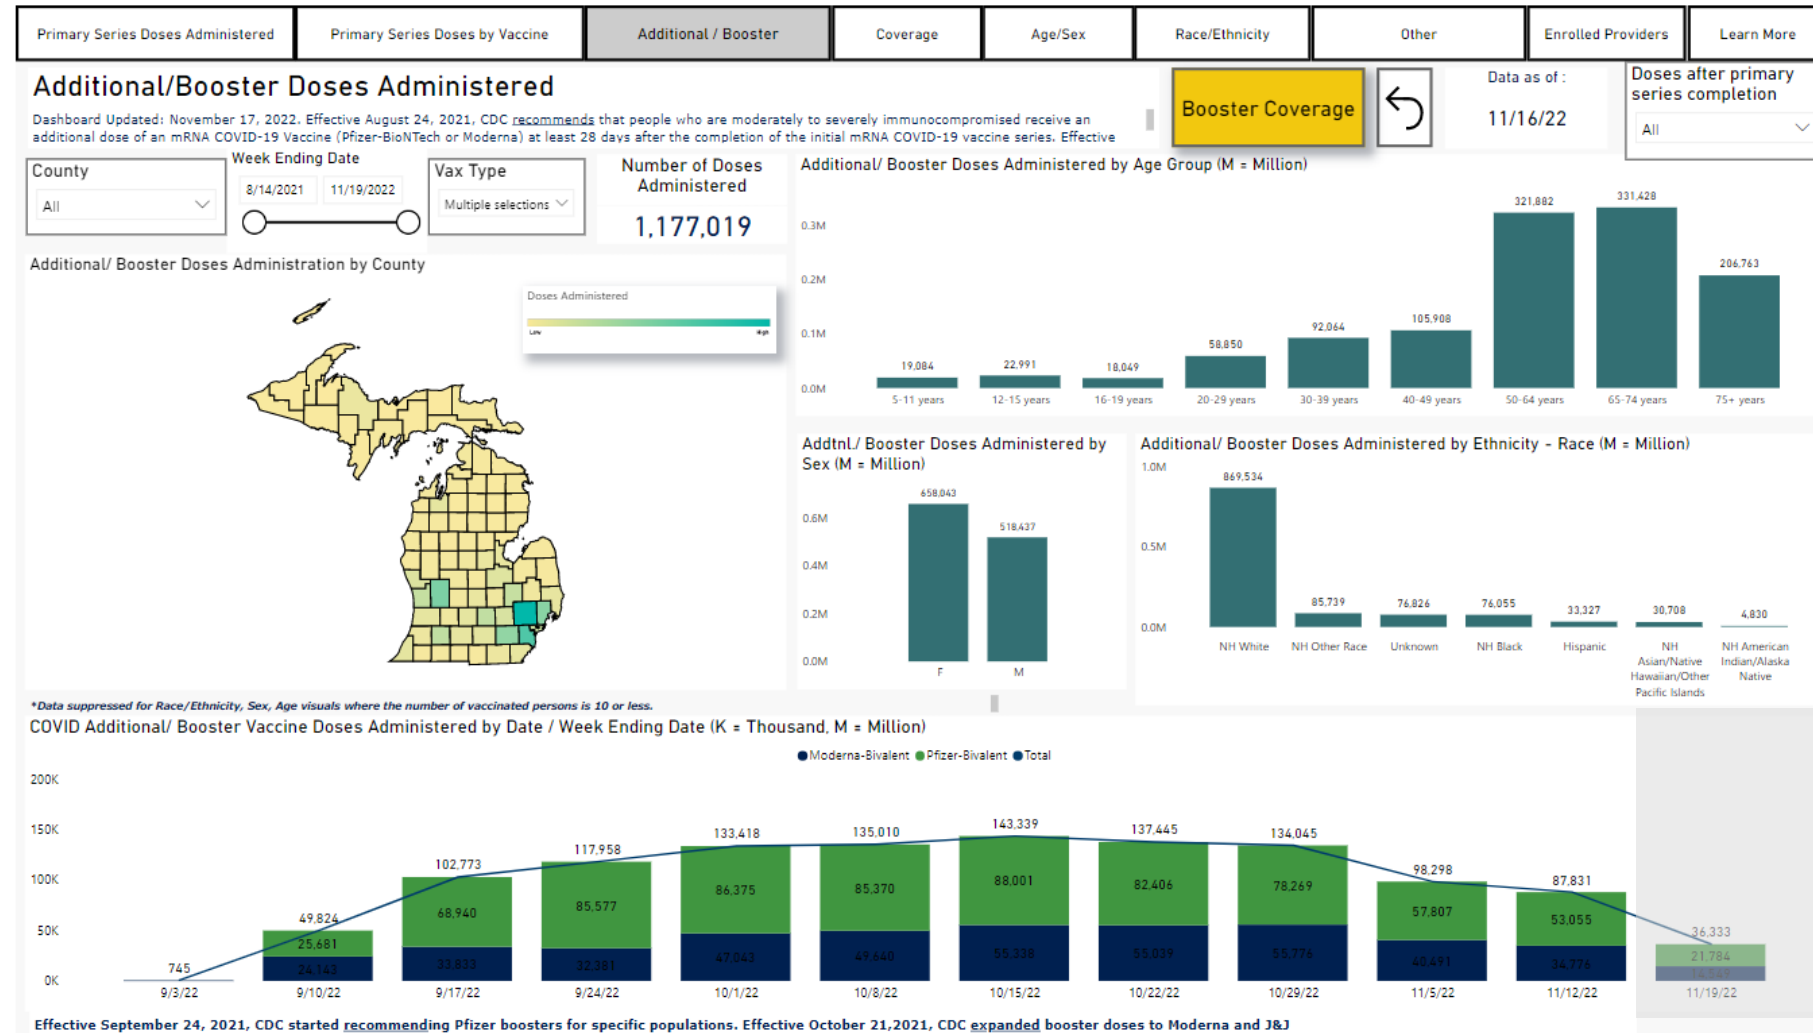 Primary Series Doses Administered
Primary Series Doses by Vaccine
Additional / Booster
Coverage
Age/Sex
Race/Ethnicity
Other
Enrolled Providers
Learn More
Additional/Booster Doses Administered
Dashboard Updated: November 17, 2022. Effective August 24, 2021, CDC recommends that people who are moderately to severely immunocompromised receive an
additional dose of an mRNA COVID-19 Vaccine (Pfizer-BioNTech or Moderna) at least 28 days after the completion of the initial mRNA COVID-19 vaccine series. Effective
Booster Coverage
Data as of :
11/16/22
Doses after primary
series completion
All
County
All
Week Ending Date
8/14/2021
11/19/2022
Vax Type
Multiple selections
Number of Doses
Administered
1,177,019
Additional/ Booster Doses Administration by County
Doses Administered
Low
High
Additional/ Booster Doses Administered by Age Group (M = Million)
0.3M
0.2M
0.1M
0.0M
19,084
22,991
18,049
58,850
92,064
105,908
321,882
331,428
206,763
5-11 years
12-15 years
16-19 years
20-29 years
30-39 years
40-49 years
50-64 years
65-74 years
75+ years
Addtnl./ Booster Doses Administered by
Sex (M = Million)
0.6M
0.4M
0.2M
0.0M
658,043
518,437
F
M
Additional/ Booster Doses Administered by Ethnicity - Race (M = Million)
1.0M
0.5M
0.0M
869,534
85,739
76,826
76,055
33,327
30,708
4,830
NH White
NH Other Race
Unknown
NH Black
Hispanic
NH
Asian/Native
Hawaiian/Other
Pacific Islands
NH American
Indian/Alaska
Native
*Data suppressed for Race/Ethnicity, Sex, Age visuals where the number of vaccinated persons is 10 or less.
COVID Additional/ Booster Vaccine Doses Administered by Date / Week Ending Date (K = Thousand, M = Million)
Moderna-Bivalent
Pfizer-Bivalent
Total
200K
150K
100K
50K
0K
745
49,824
102,773
117,958
133,418
135,010
143,339
137,445
134,045
98,298
87,831
36,333
25,681
68,940
85,577
86,375
85,370
88,001
82,406
78,269
57,807
53,055
21,784
24,143
33,833
32,381
47,043
49,640
55,338
55,039
55,776
40,491
34,776
14,549
9/3/22
9/10/22
9/17/22
9/24/22
10/1/22
10/8/22
10/15/22
10/22/22
10/29/22
11/5/22
11/12/22
11/19/22
Effective September 24, 2021, CDC started recommending Pfizer boosters for specific populations. Effective October 21,2021, CDC expanded booster doses to Moderna and J&J